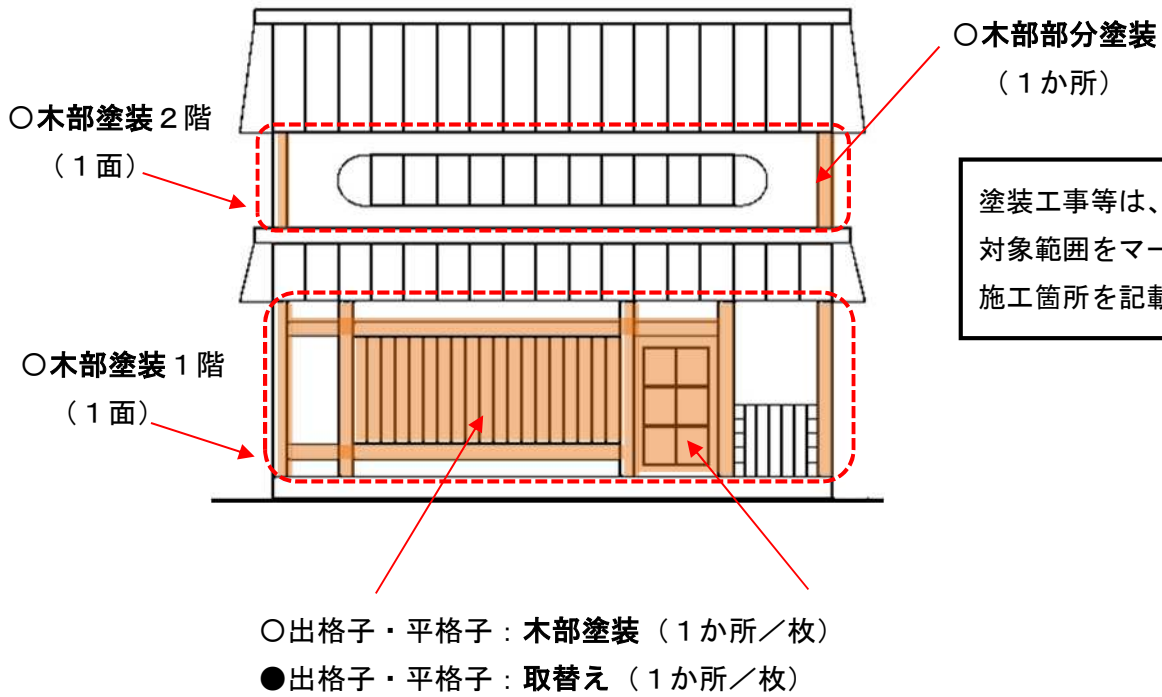 ○木部部分塗装
（１か所）
○木部塗装２階
（１面）
塗装工事等は、
対象範囲をマー
施工箇所を記載
○木部塗装１階
（１面）
○出格子・平格子：木部塗装（１か所／枚）
●出格子・平格子：取替え（１か所／枚）